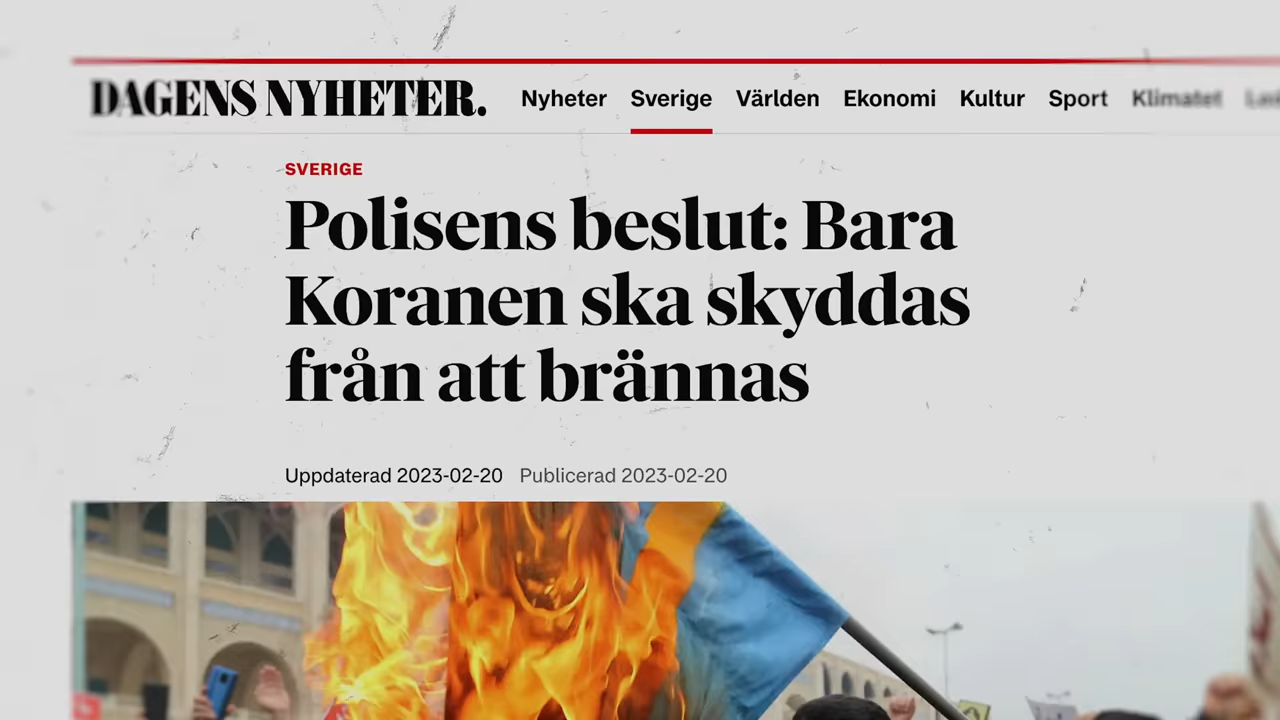 DAGENS NYHETER.
Nyheter Sverige Världen Ekonomi Kultur Sport Klimatet
SVERIGE
Polisens beslut: Bara
Koranen ska skyddas
från att brännas
Uppdaterad 2023-02-20 Publicerad 2023-02-20